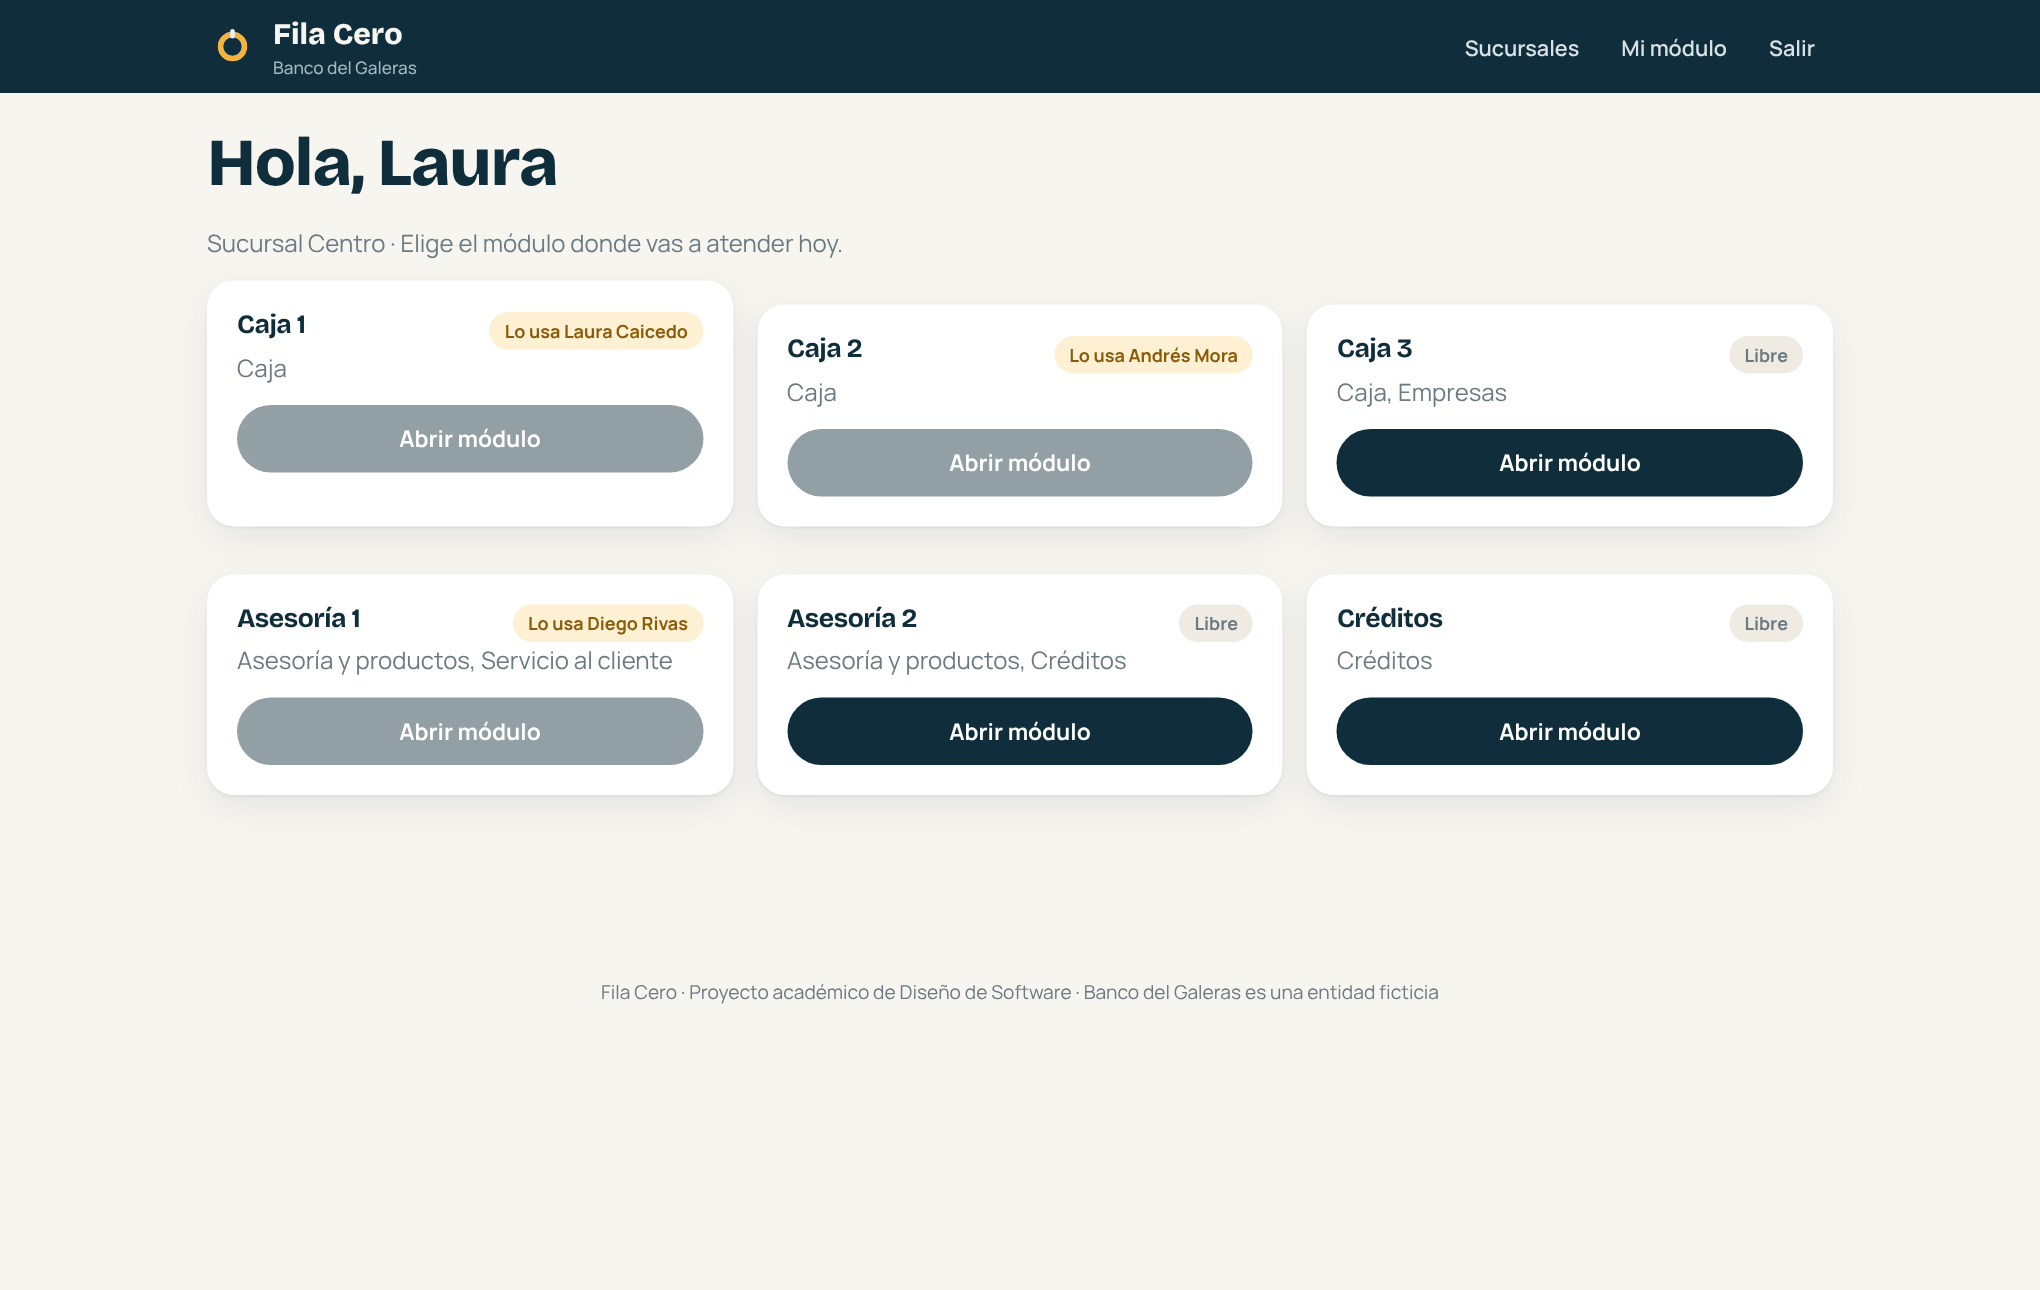 Fila Cero
Banco del Galeras
Sucursales
Mi módulo
Salir
Hola, Laura
Sucursal Centro · Elige el módulo donde vas a atender hoy.
Caja 1
Lo usa Laura Caicedo
Caja
Abrir módulo
Caja 2
Lo usa Andrés Mora
Caja
Abrir módulo
Caja 3
Libre
Caja, Empresas
Abrir módulo
Asesoría 1
Lo usa Diego Rivas
Asesoría y productos, Servicio al cliente
Abrir módulo
Asesoría 2
Libre
Asesoría y productos, Créditos
Abrir módulo
Créditos
Libre
Créditos
Abrir módulo
Fila Cero · Proyecto académico de Diseño de Software · Banco del Galeras es una entidad ficticia